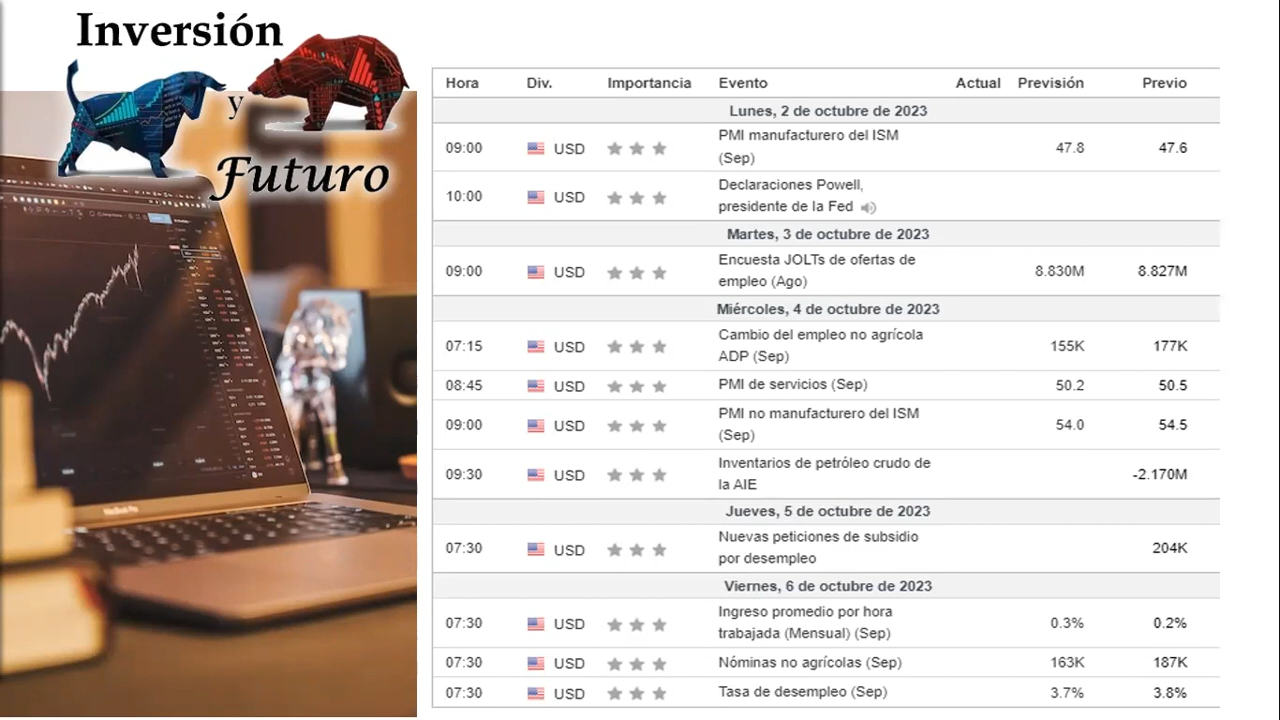 Inversión
y
Futuro
Hora Div. Importancia Evento Actual Previsión Previo
Lunes, 2 de octubre de 2023
09:00 USD PMI manufacturero del ISM
(Sep) 47.8 47.6
10:00 USD Declaraciones Powell,
presidente de la Fed
Martes, 3 de octubre de 2023
09:00 USD Encuesta JOLTs de ofertas de
empleo (Ago) 8.830M 8.827M
Miércoles, 4 de octubre de 2023
07:15 USD Cambio del empleo no agrícola
ADP (Sep) 155K 177K
08:45 USD PMI de servicios (Sep) 50.2 50.5
09:00 USD PMI no manufacturero del ISM
(Sep) 54.0 54.5
09:30 USD Inventarios de petróleo crudo de
la AIE -2.170M
Jueves, 5 de octubre de 2023
07:30 USD Nuevas peticiones de subsidio
por desempleo 204K
Viernes, 6 de octubre de 2023
07:30 USD Ingreso promedio por hora
trabajada (Mensual) (Sep) 0.3% 0.2%
07:30 USD Nóminas no agrícolas (Sep) 163K 187K
07:30 USD Tasa de desempleo (Sep) 3.7% 3.8%